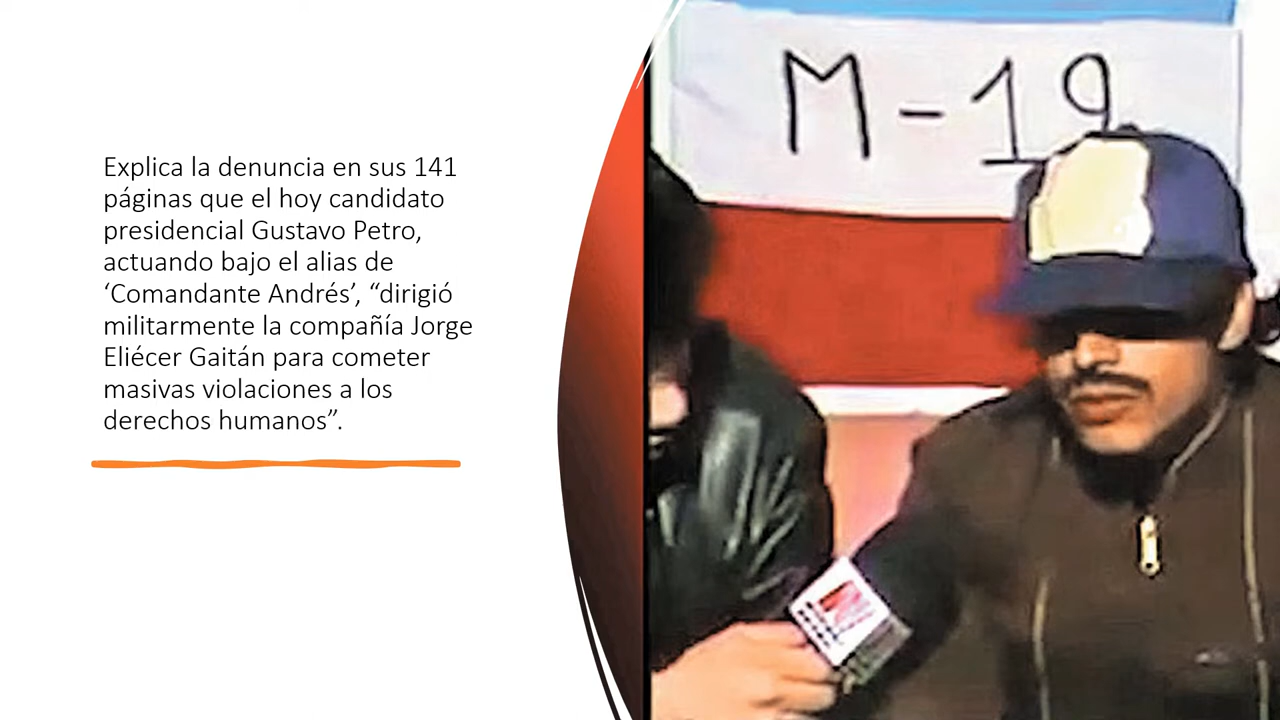 Explica la denuncia en sus 141
páginas que el hoy candidato
presidencial Gustavo Petro,
actuando bajo el alias de
‘Comandante Andrés’, “dirigió
militarmente la compañía Jorge
Eliécer Gaitán para cometer
masivas violaciones a los
derechos humanos”.
M-19